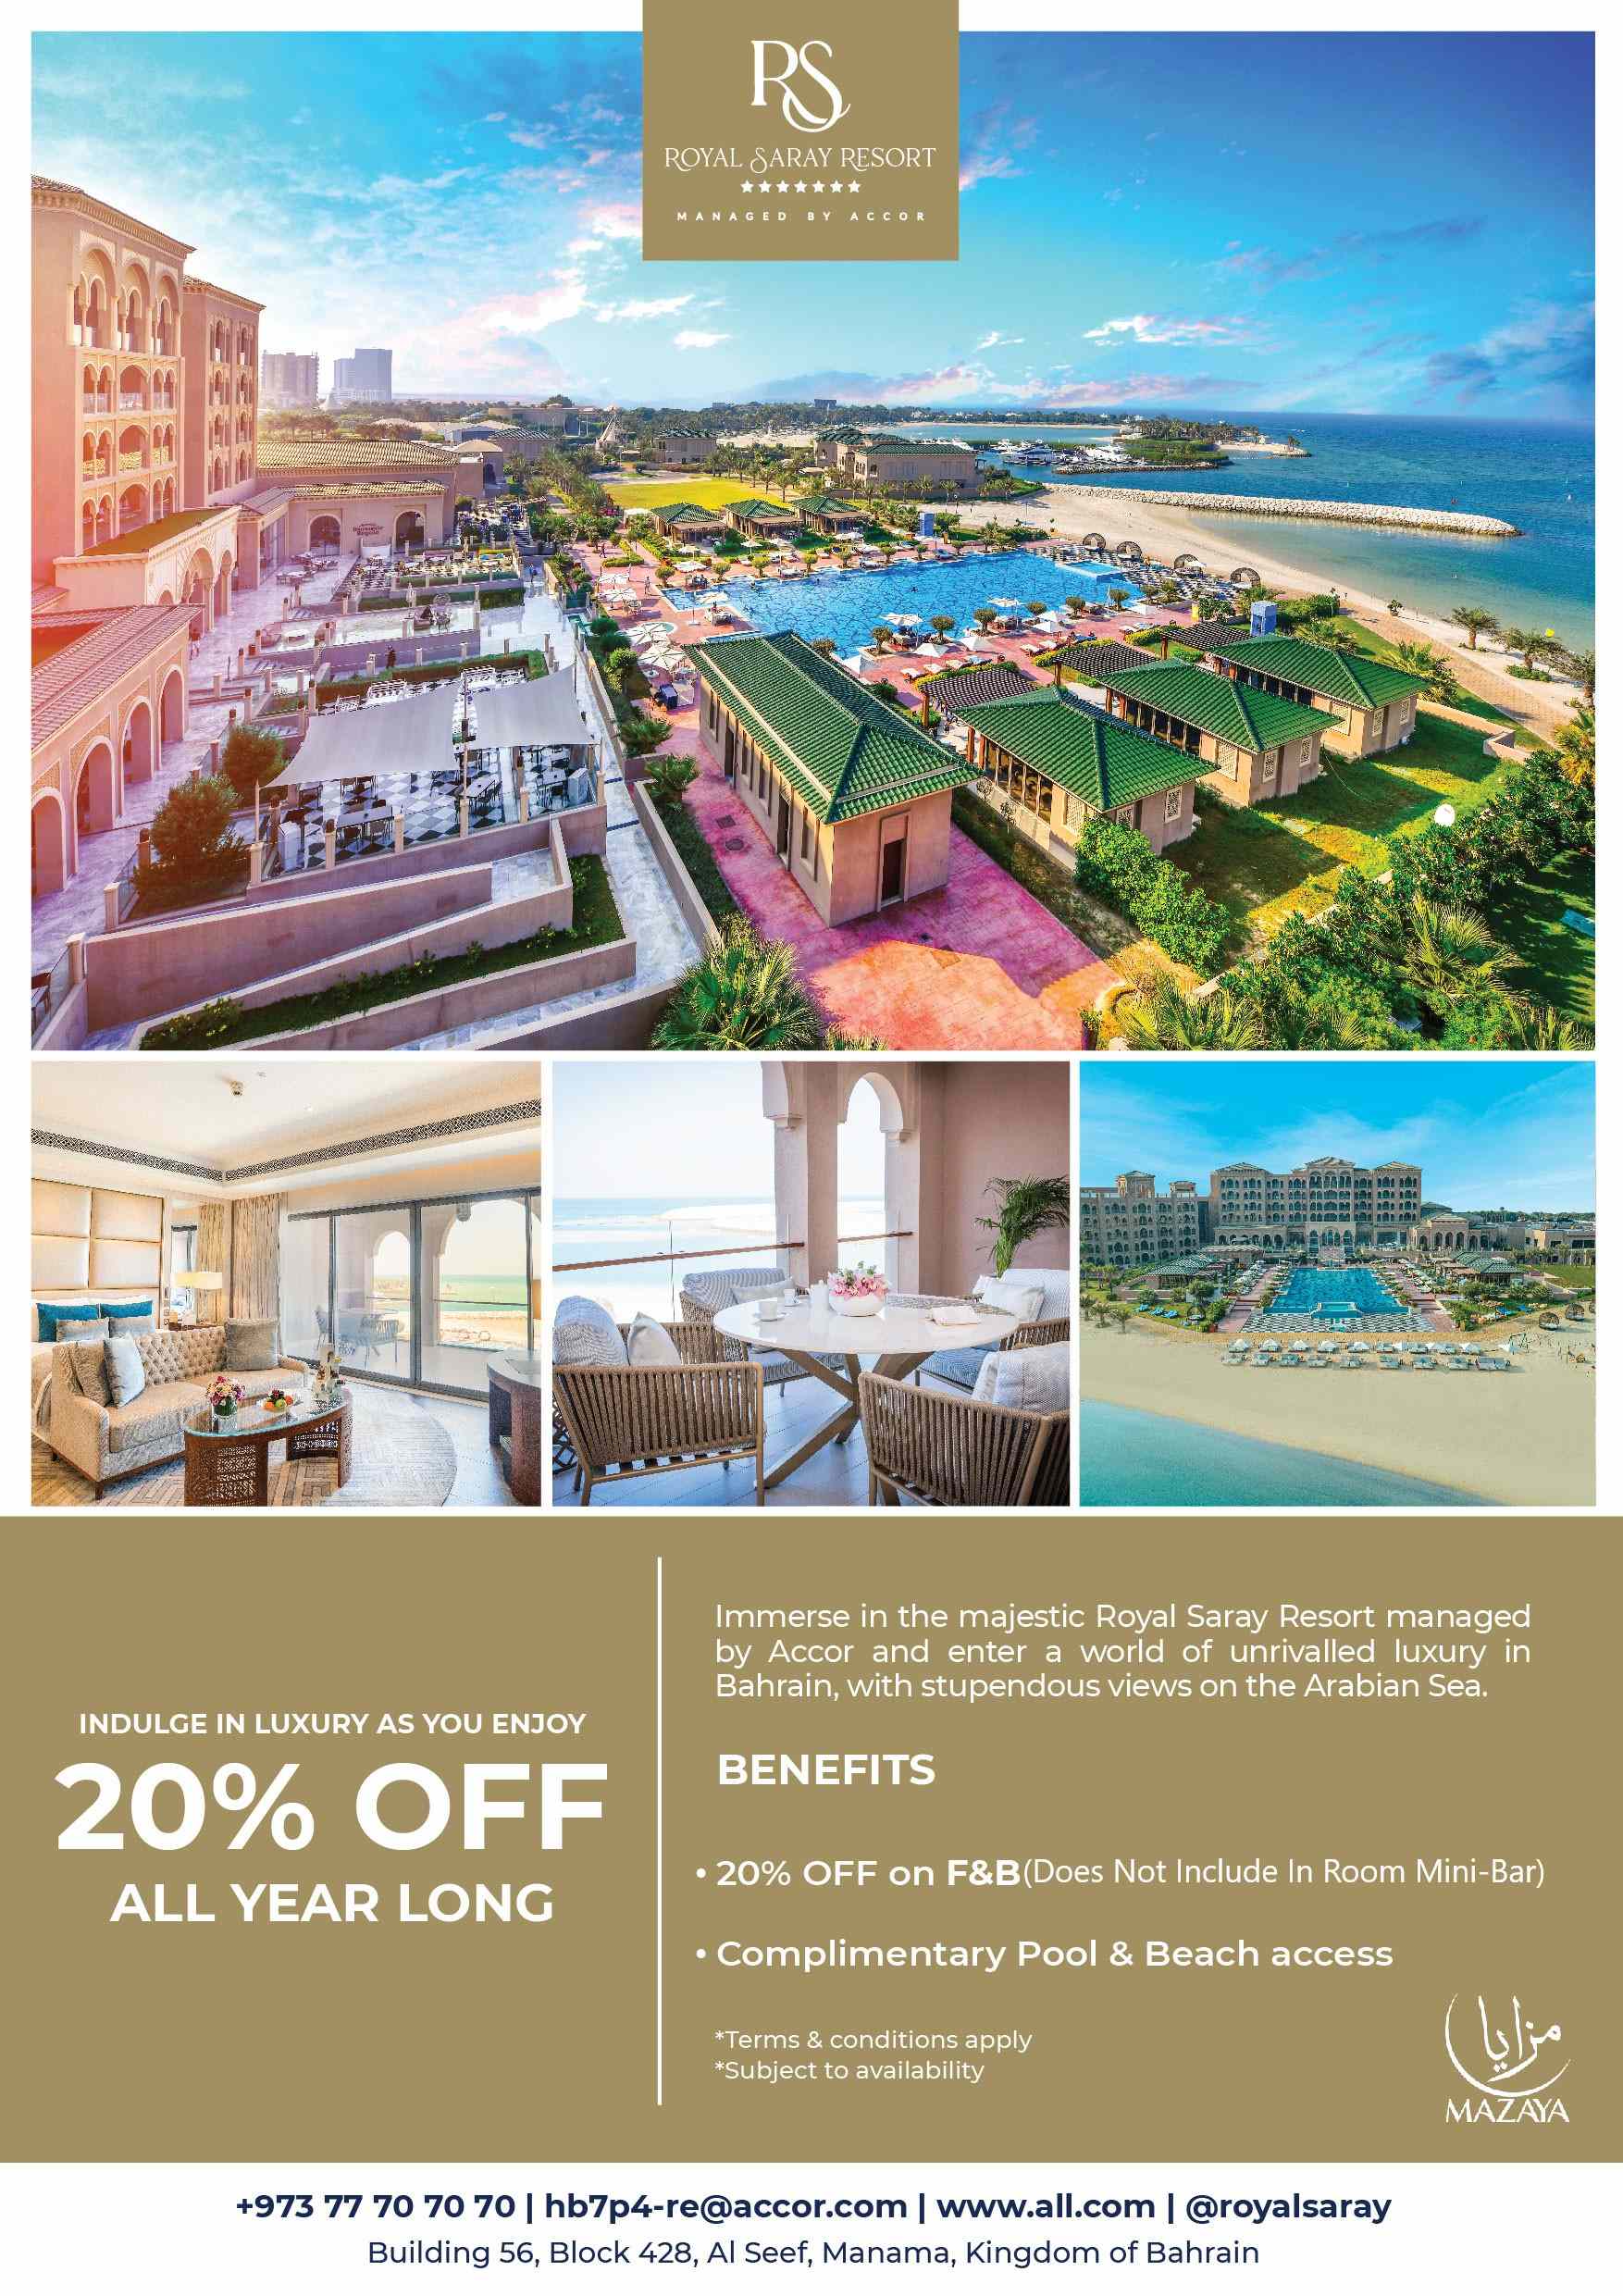 RS
ROYAL SARAY RESORT
★★★★★★★
MANAGED BY ACCOR
INDULGE IN LUXURY AS YOU ENJOY
20% OFF
ALL YEAR LONG
Immerse in the majestic Royal Saray Resort managed
by Accor and enter a world of unrivalled luxury in
Bahrain, with stupendous views on the Arabian Sea.
BENEFITS
• 20% OFF on F&B(Does Not Include In Room Mini-Bar)
• Complimentary Pool & Beach access
*Terms & conditions apply
*Subject to availability
مزايا
MAZAYA
+973 77 70 70 70 | hb7p4-re@accor.com | www.all.com | @royalsaray
Building 56, Block 428, Al Seef, Manama, Kingdom of Bahrain